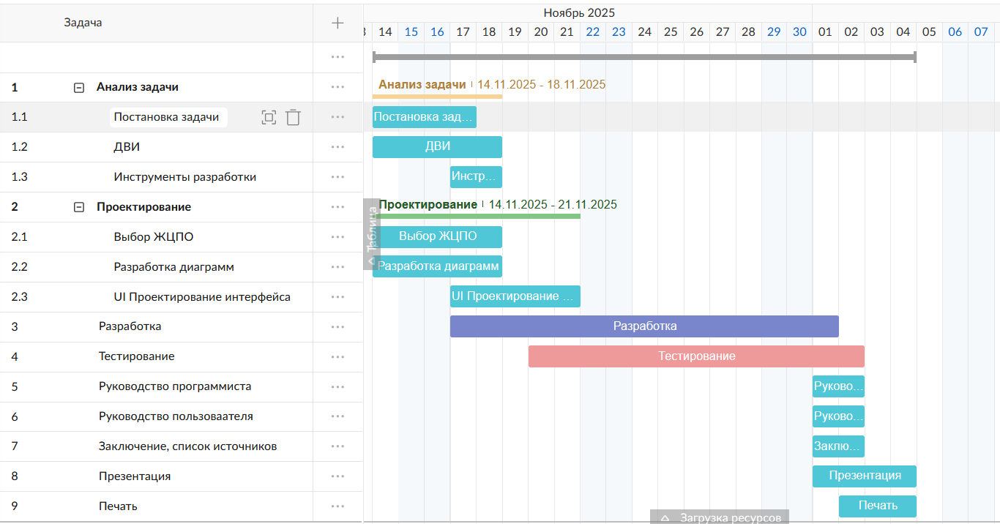 Задача
Ноябрь 2025
14 15 16 17 18 19 20 21 22 23 24 25 26 27 28 29 30 01 02 03 04 05 06 07
1 Анализ задачи
Анализ задачи 14.11.2025 - 18.11.2025
1.1 Постановка задачи
Постановка зад...
1.2 ДВИ
ДВИ
1.3 Инструменты разработки
Инстр...
2 Проектирование
Проектирование 14.11.2025 - 21.11.2025
Таблица
2.1 Выбор ЖЦПО
Выбор ЖЦПО
2.2 Разработка диаграмм
Разработка диаграмм
2.3 UI Проектирование интерфейса
UI Проектирование ...
3 Разработка
Разработка
4 Тестирование
Тестирование
5 Руководство программиста
Руково...
6 Руководство пользоваателя
Руково...
7 Заключение, список источников
Заклю...
8 Презентация
Презентация
9 Печать
Печать
Загрузка ресурсов